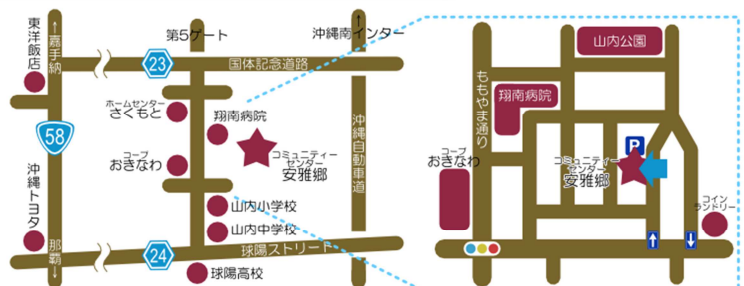 東洋飯店
←嘉手納
第5ゲート
沖縄南インター
23
国体記念道路
ホームセンター
さくもと
翔南病院
58
コープ
おきなわ
コミュニティー
センター
安雅郷
沖縄自動車道
沖縄トヨタ
山内小学校
山内中学校
那覇→
24
球陽ストリート
球陽高校
山内公園
ももやま通り
翔南病院
P
コープ
おきなわ
コミュニティー
センター
安雅郷
コイン
ランドリー